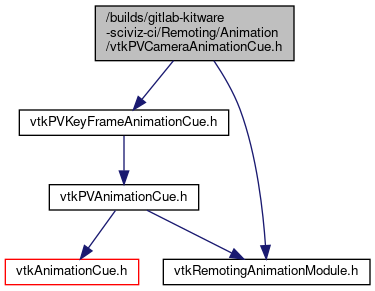 /builds/gitlab-kitware
-sciviz-ci/Remoting/Animation
/vtkPVCameraAnimationCue.h
vtkPVKeyFrameAnimationCue.h
vtkPVAnimationCue.h
vtkAnimationCue.h
vtkRemotingAnimationModule.h